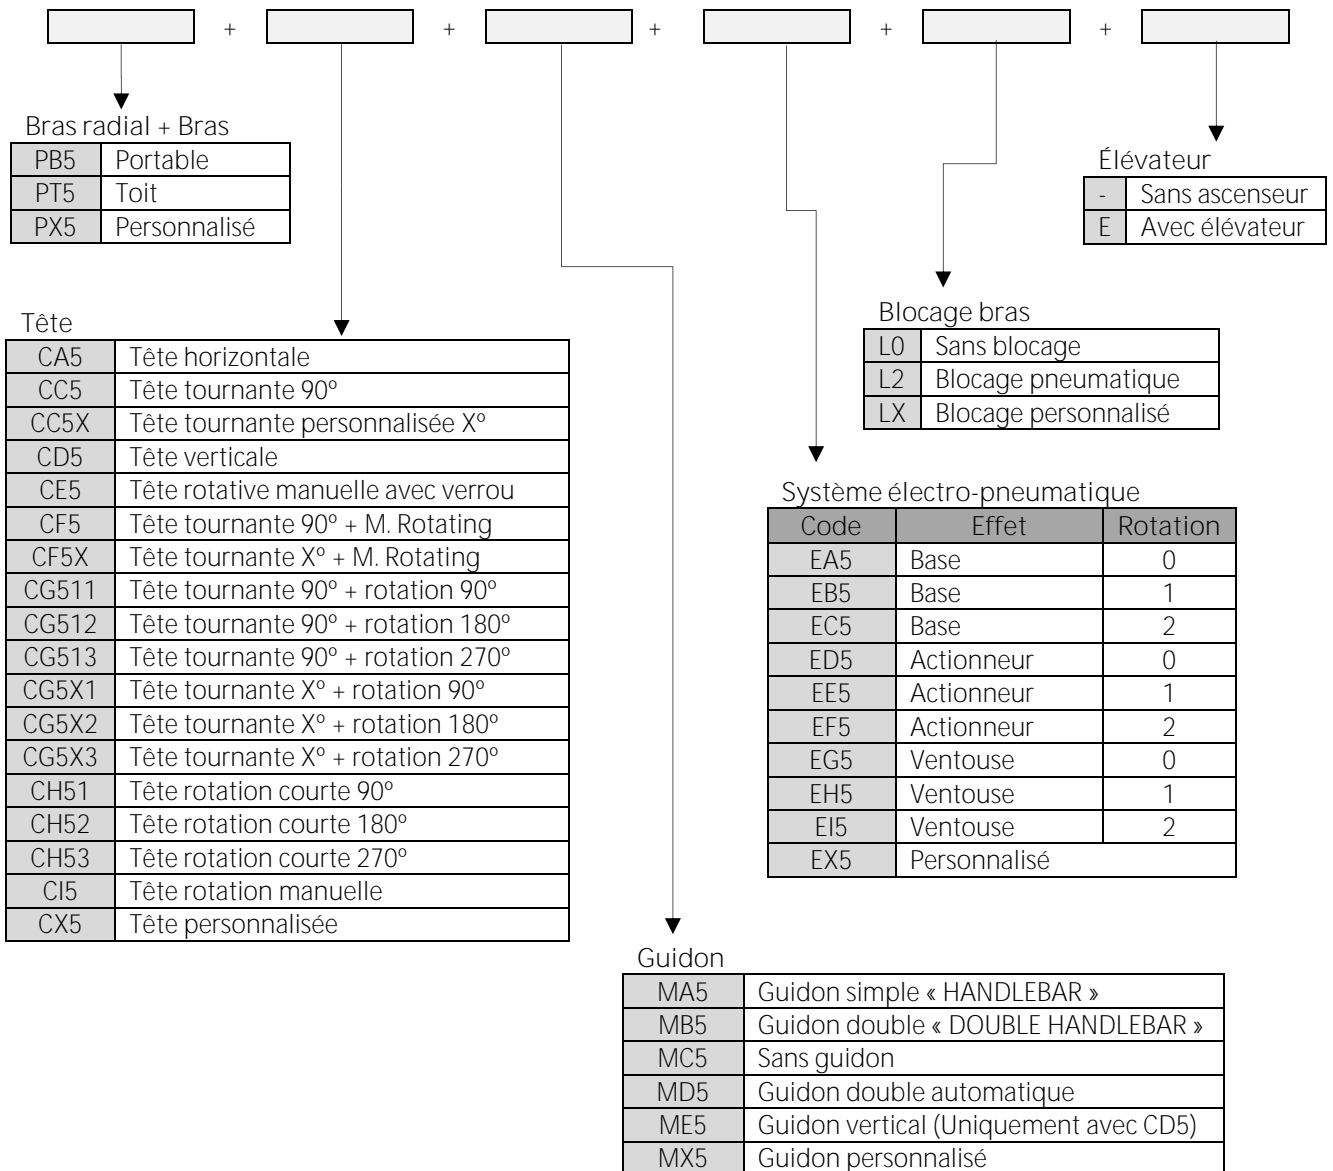 + + + + +
Bras radial + Bras
PB5 Portable
PT5 Toit
PX5 Personnalisé
Élévateur
- Sans ascenseur
E Avec élévateur
Tête
CA5 Tête horizontale
CC5 Tête tournante 90º
CC5X Tête tournante personnalisée Xº
CD5 Tête verticale
CE5 Tête rotative manuelle avec verrou
CF5 Tête tournante 90º + M. Rotating
CF5X Tête tournante Xº + M. Rotating
CG511 Tête tournante 90º + rotation 90º
CG512 Tête tournante 90º + rotation 180º
CG513 Tête tournante 90º + rotation 270º
CG5X1 Tête tournante Xº + rotation 90º
CG5X2 Tête tournante Xº + rotation 180º
CG5X3 Tête tournante Xº + rotation 270º
CH51 Tête rotation courte 90º
CH52 Tête rotation courte 180º
CH53 Tête rotation courte 270º
CI5 Tête rotation manuelle
CX5 Tête personnalisée
Blocage bras
L0 Sans blocage
L2 Blocage pneumatique
LX Blocage personnalisé
Système électro-pneumatique
Code Effet Rotation
EA5 Base 0
EB5 Base 1
EC5 Base 2
ED5 Actionneur 0
EE5 Actionneur 1
EF5 Actionneur 2
EG5 Ventouse 0
EH5 Ventouse 1
EI5 Ventouse 2
EX5 Personnalisé
Guidon
MA5 Guidon simple « HANDLEBAR »
MB5 Guidon double « DOUBLE HANDLEBAR »
MC5 Sans guidon
MD5 Guidon double automatique
ME5 Guidon vertical (Uniquement avec CD5)
MX5 Guidon personnalisé